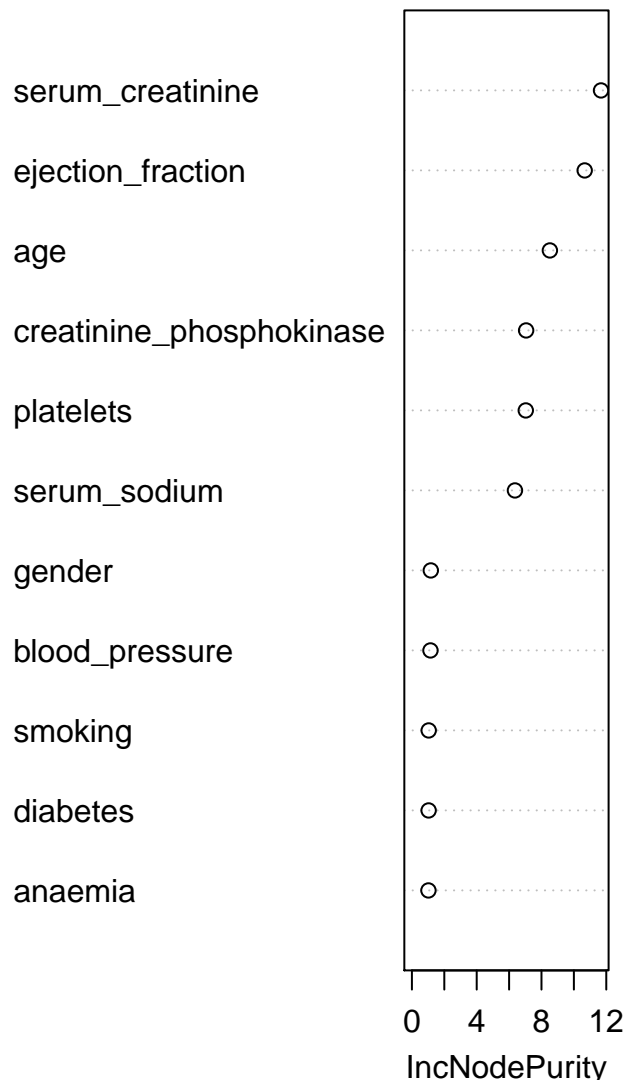 serum_creatinine
ejection_fraction
age
creatinine_phosphokinase
platelets
serum_sodium
gender
blood_pressure
smoking
diabetes
anaemia
0 4 8 12
IncNodePurity